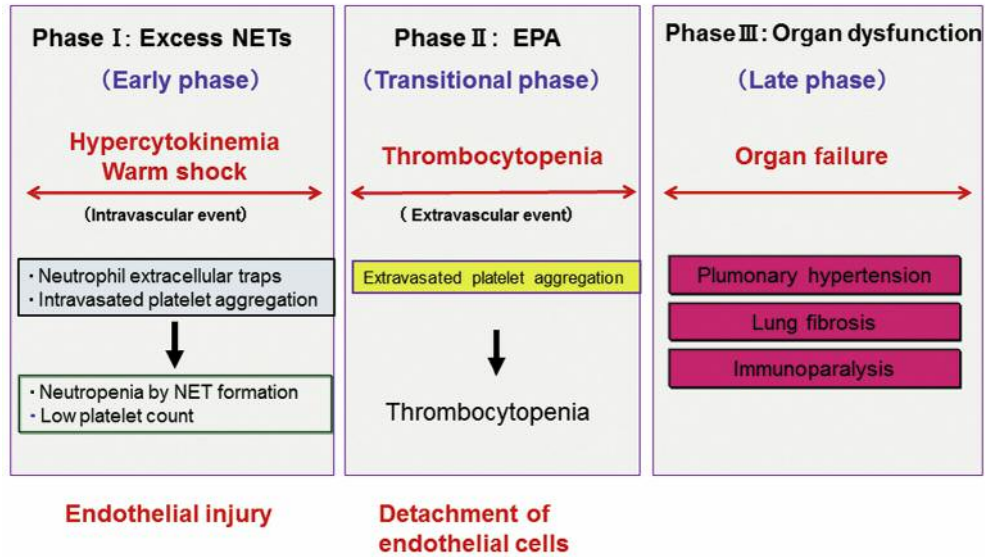 Phase Ⅰ: Excess NETs
(Early phase)
Hypercytokinemia
Warm shock
(Intravascular event)
・Neutrophil extracellular traps
・Intravasated platelet aggregation
・Neutropenia by NET formation
・Low platelet count
Endothelial injury
Phase Ⅱ: EPA
(Transitional phase)
Thrombocytopenia
( Extravascular event)
Extravasated platelet aggregation
Thrombocytopenia
Detachment of
endothelial cells
Phase Ⅲ: Organ dysfunction
(Late phase)
Organ failure
Plumonary hypertension
Lung fibrosis
Immunoparalysis